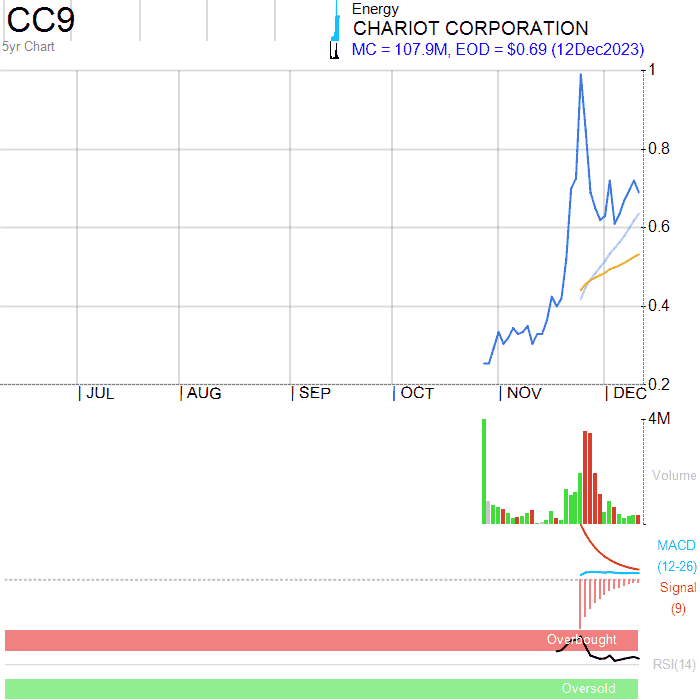 CC9
Energy
CHARIOT CORPORATION
5yr Chart
MC = 107.9M, EOD = $0.69 (12Dec2023)
1
0.8
0.6
0.4
0.2
JUL AUG SEP OCT NOV DEC
4M
Volume
MACD
(12-26)
Signal
(9)
Overbought
RSI(14)
Oversold